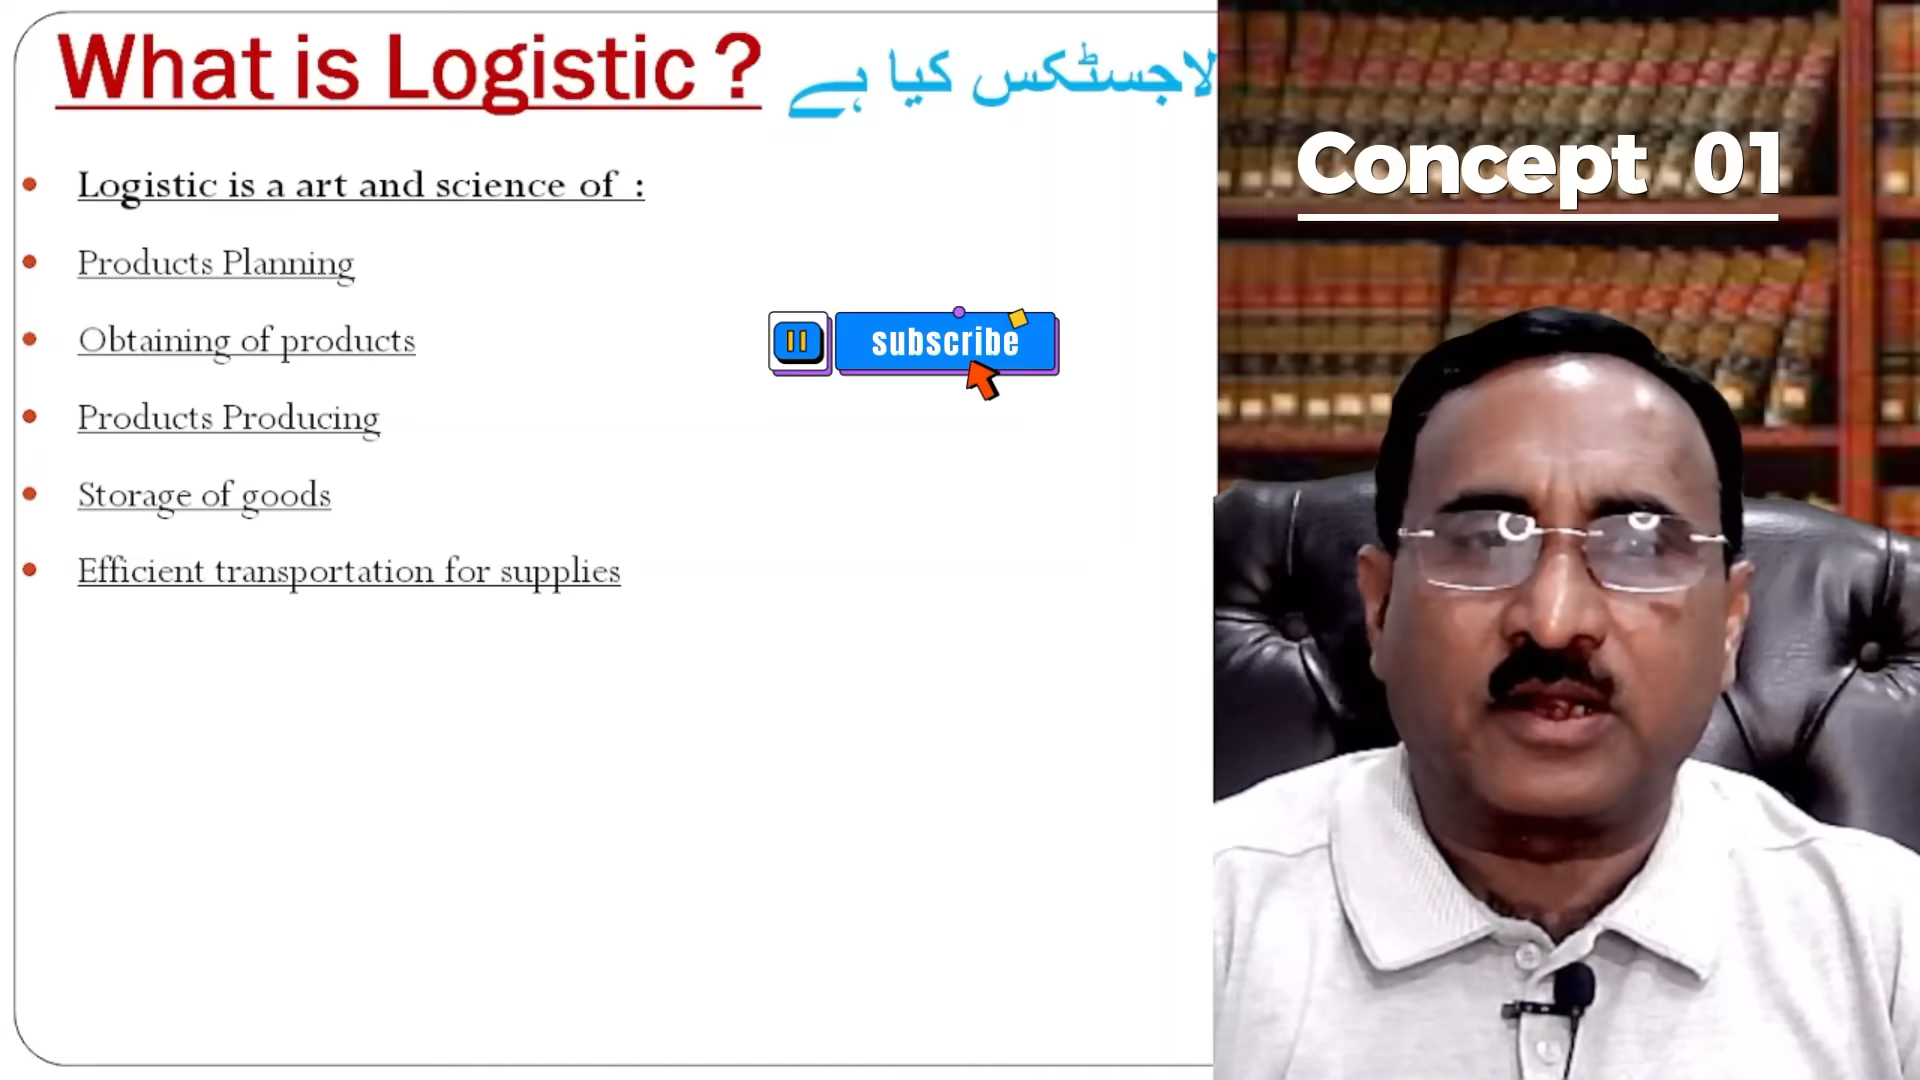 What is Logistic ? لاجسٹکس کیا ہے
Concept 01
Logistic is a art and science of :
Products Planning
Obtaining of products
subscribe
Products Producing
Storage of goods
Efficient transportation for supplies